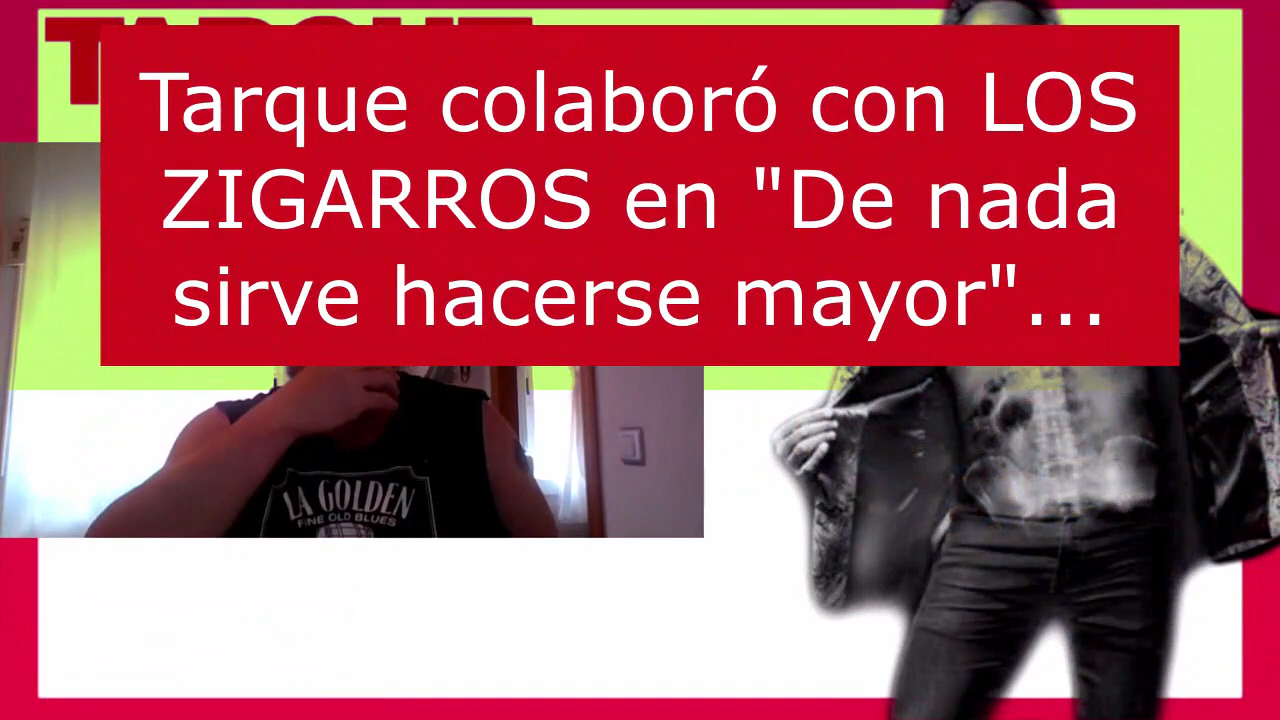 Tarque colaboró con LOS
ZIGARROS en "De nada
sirve hacerse mayor"...
LA GOLDEN
FINE OLD BLUES